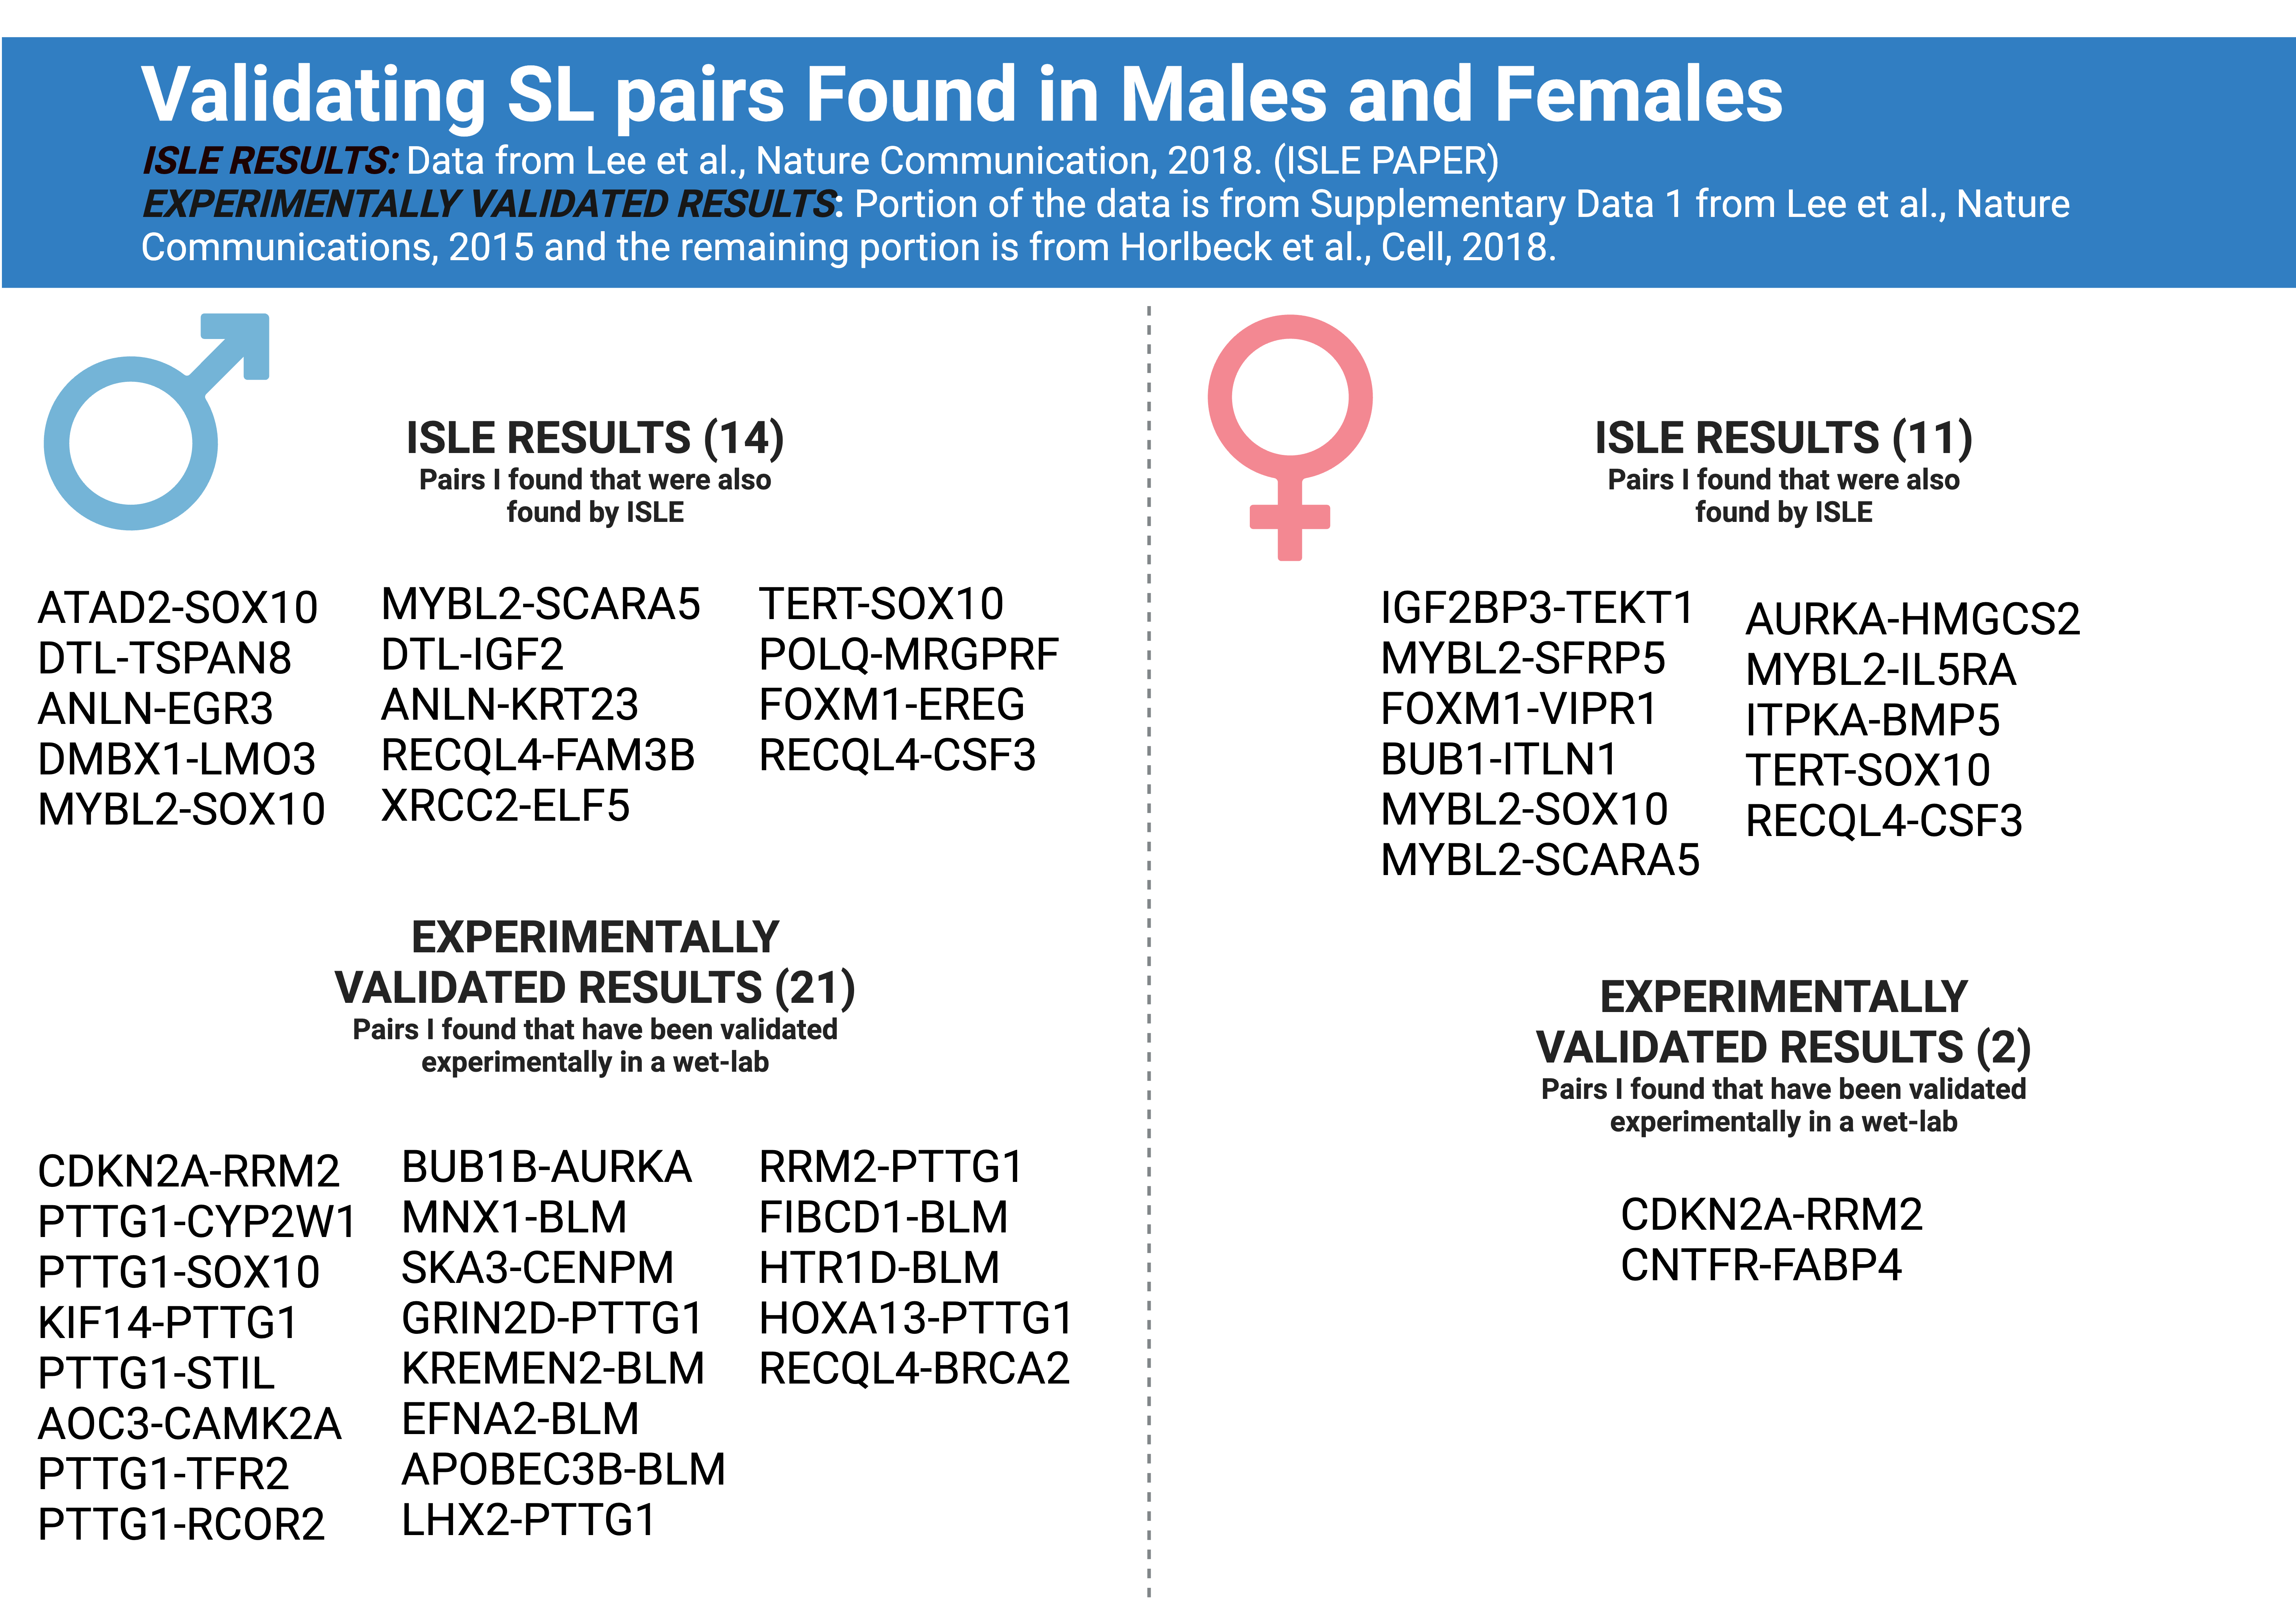 Validating SL pairs Found in Males and Females
ISLE RESULTS: Data from Lee et al., Nature Communication, 2018. (ISLE PAPER)
EXPERIMENTALLY VALIDATED RESULTS: Portion of the data is from Supplementary Data 1 from Lee et al., Nature
Communications, 2015 and the remaining portion is from Horlbeck et al., Cell, 2018.
ISLE RESULTS (14)
Pairs I found that were also
found by ISLE
ATAD2-SOX10
DTL-TSPAN8
ANLN-EGR3
DMBX1-LMO3
MYBL2-SOX10
MYBL2-SCARA5
DTL-IGF2
ANLN-KRT23
RECQL4-FAM3B
XRCC2-ELF5
TERT-SOX10
POLQ-MRGPRF
FOXM1-EREG
RECQL4-CSF3
EXPERIMENTALLY
VALIDATED RESULTS (21)
Pairs I found that have been validated
experimentally in a wet-lab
CDKN2A-RRM2
PTTG1-CYP2W1
PTTG1-SOX10
KIF14-PTTG1
PTTG1-STIL
AOC3-CAMK2A
PTTG1-TFR2
PTTG1-RCOR2
BUB1B-AURKA
MNX1-BLM
SKA3-CENPM
GRIN2D-PTTG1
KREMEN2-BLM
EFNA2-BLM
APOBEC3B-BLM
LHX2-PTTG1
RRM2-PTTG1
FIBCD1-BLM
HTR1D-BLM
HOXA13-PTTG1
RECQL4-BRCA2
ISLE RESULTS (11)
Pairs I found that were also
found by ISLE
IGF2BP3-TEKT1
MYBL2-SFRP5
FOXM1-VIPR1
BUB1-ITLN1
MYBL2-SOX10
MYBL2-SCARA5
AURKA-HMGCS2
MYBL2-IL5RA
ITPKA-BMP5
TERT-SOX10
RECQL4-CSF3
EXPERIMENTALLY
VALIDATED RESULTS (2)
Pairs I found that have been validated
experimentally in a wet-lab
CDKN2A-RRM2
CNTFR-FABP4